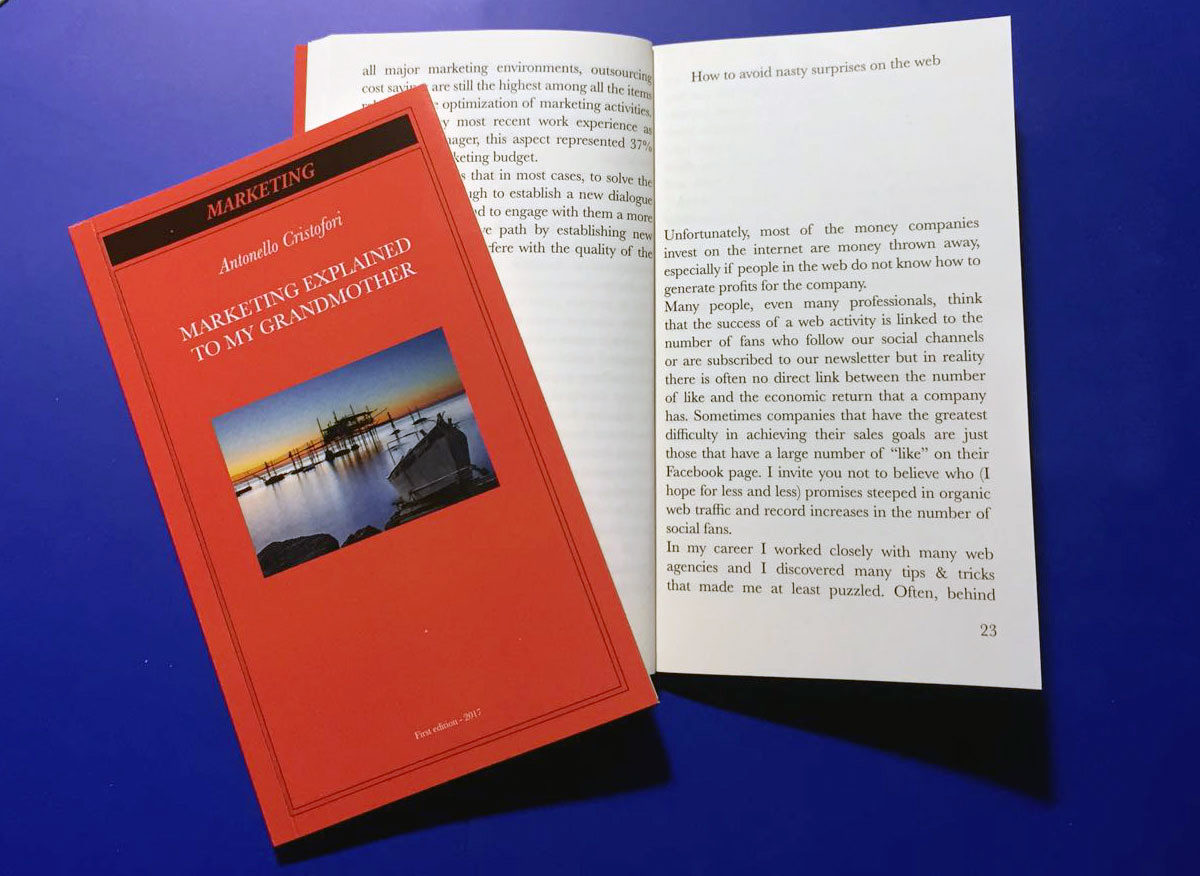 MARKETING
Antonello Cristofori
MARKETING EXPLAINED
TO MY GRANDMOTHER
First edition - 2017
all major marketing environments, outsourcing
cost saving are still the highest among all the items
optimization of marketing activities.
most recent work experience as
this aspect represented 37%
budget.
s that in most cases, to solve the
to establish a new dialogue
to engage with them a more
path by establishing new
with the quality of the
How to avoid nasty surprises on the web
Unfortunately, most of the money companies
invest on the internet are money thrown away,
especially if people in the web do not know how to
generate profits for the company.
Many people, even many professionals, think
that the success of a web activity is linked to the
number of fans who follow our social channels
or are subscribed to our newsletter but in reality
there is often no direct link between the number
of like and the economic return that a company
has. Sometimes companies that have the greatest
difficulty in achieving their sales goals are just
those that have a large number of “like” on their
Facebook page. I invite you not to believe who (I
hope for less and less) promises steeped in organic
web traffic and record increases in the number of
social fans.
In my career I worked closely with many web
agencies and I discovered many tips & tricks
that made me at least puzzled. Often, behind
23